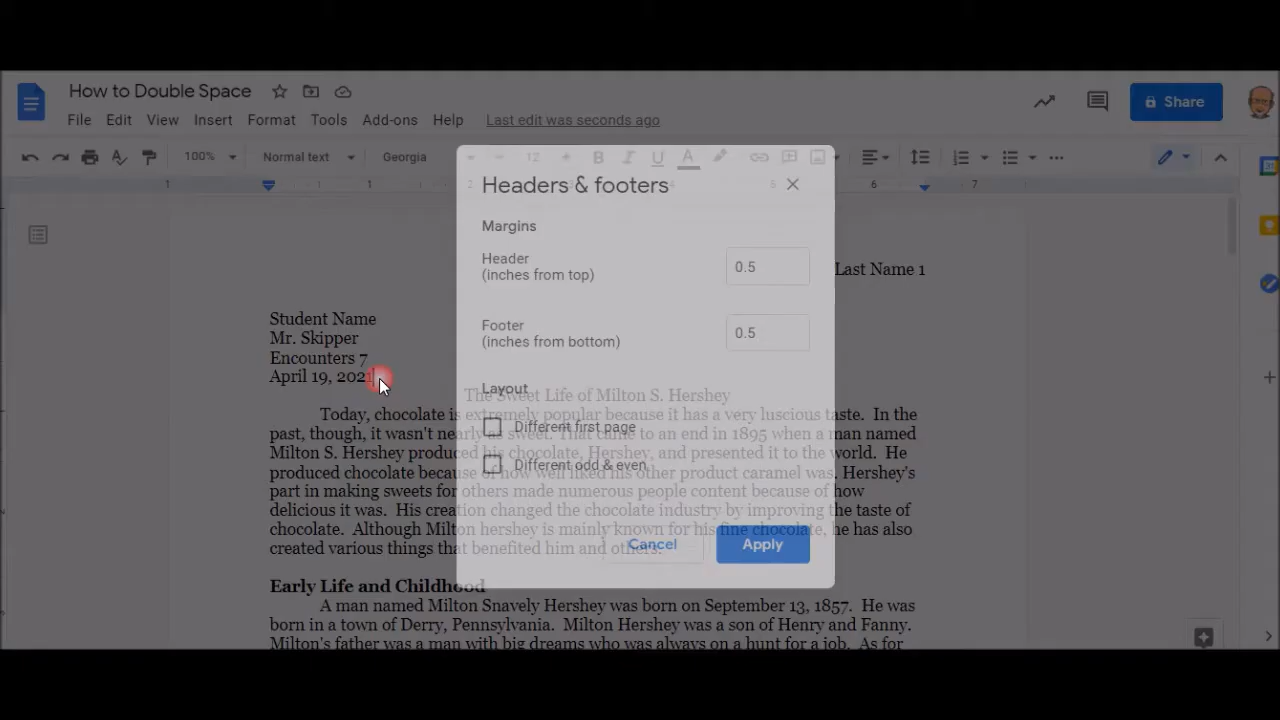 How to Double Space
File Edit View Insert Format Tools Add-ons Help Last edit was seconds ago
Share
100% Normal text Georgia 12 B I U A
1 1 2 4 5 6 7
Headers & footers
Margins
Header
(inches from top)
0.5
Footer
(inches from bottom)
0.5
Layout
Different first page
Different odd & even
Cancel Apply
Last Name 1
Student Name
Mr. Skipper
Encounters 7
April 19, 2021
The Sweet Life of Milton S. Hershey
Today, chocolate is extremely popular because it has a very luscious taste. In the
past, though, it wasn't nearly as sweet. That came to an end in 1895 when a man named
Milton S. Hershey produced his chocolate, Hershey, and presented it to the world. He
produced chocolate because of how well liked his other product caramel was. Hershey's
part in making sweets for others made numerous people content because of how
delicious it was. His creation changed the chocolate industry by improving the taste of
chocolate. Although Milton hershey is mainly known for his fine chocolate, he has also
created various things that benefited him and others.
Early Life and Childhood
A man named Milton Snavely Hershey was born on September 13, 1857. He was
born in a town of Derry, Pennsylvania. Milton Hershey was a son of Henry and Fanny.
Milton's father was a man with big dreams who was always on a hunt for a job. As for